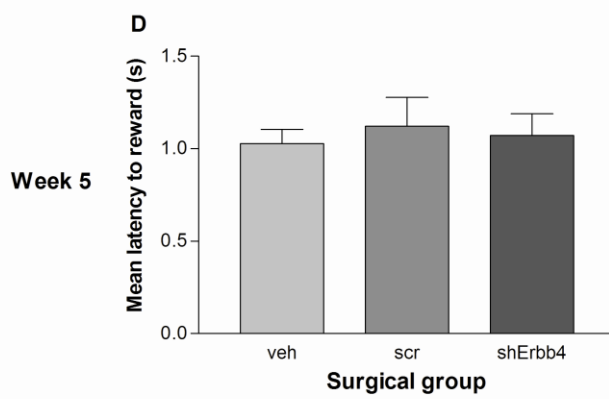 D
1.5
1.0
0.5
0.0
Mean latency to reward (s)
Week 5
veh scr shErbb4
Surgical group